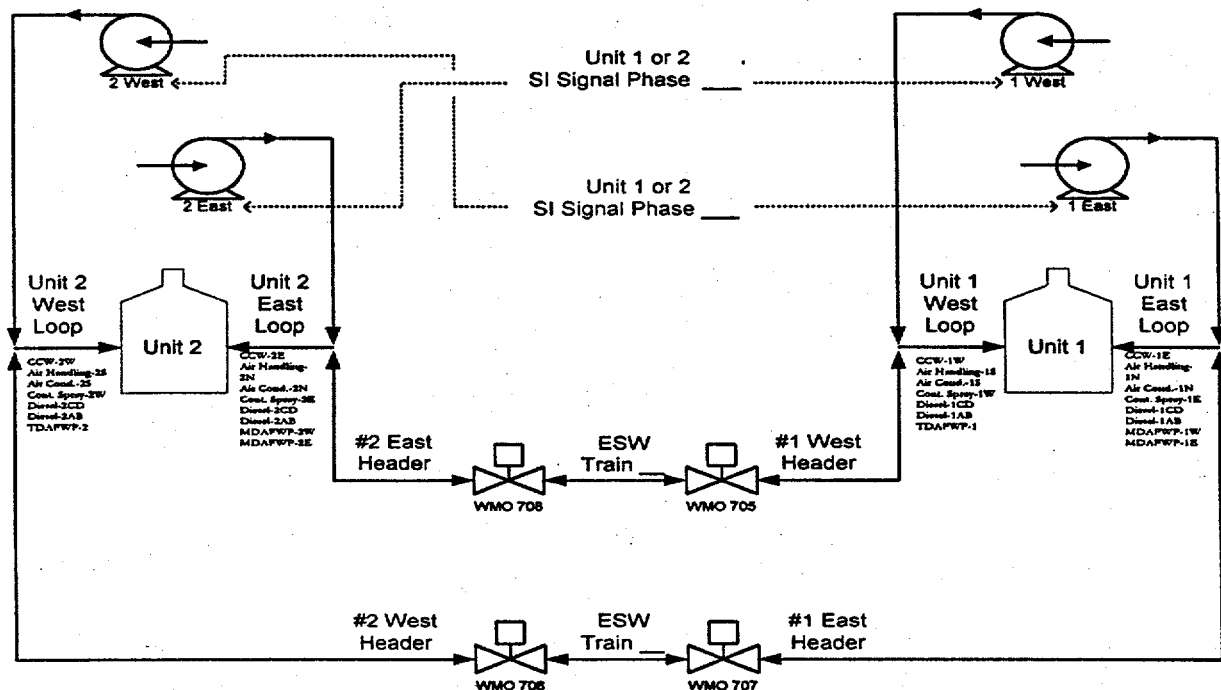 Unit 1 or 2
SI Signal Phase ___
2 West
1 West
Unit 1 or 2
SI Signal Phase ___
2 East
1 East
Unit 2
West
Loop
CCW-2W
Air Handling-2S
Air Cond.-2S
Cont. Spray-2W
Diesel-2CD
Diesel-2AB
TDAFWP-2
Unit 2
Unit 2
East
Loop
CCW-2E
Air Handling-
2N
Air Cond.-2N
Cont. Spray-2E
Diesel-2CD
Diesel-2AB
MDAFWP-2W
MDAFWP-2E
Unit 1
West
Loop
CCW-1W
Air Handling-1S
Air Cond.-1S
Cont. Spray-1W
Diesel-1CD
Diesel-1AB
TDAFWP-1
Unit 1
Unit 1
East
Loop
CCW-1E
Air Handling-
1N
Air Cond.-1N
Cont. Spray-1E
Diesel-1CD
Diesel-1AB
MDAFWP-1W
MDAFWP-1E
#2 East
Header
WMO 708
ESW
Train ___
WMO 705
#1 West
Header
#2 West
Header
WMO 706
ESW
Train ___
WMO 707
#1 East
Header